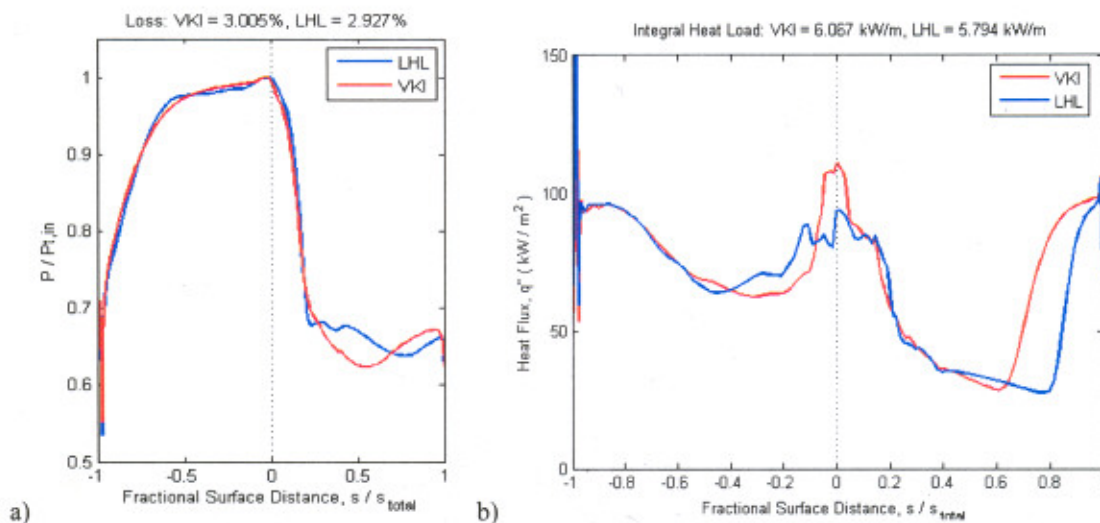 Loss: VKI = 3.005%, LHL = 2.927%
LHL
VKI
1
0.9
0.8
0.7
0.6
0.5
P / Pt,in
-1
-0.5
0
0.5
1
Fractional Surface Distance, s / s total
a)
Integral Heat Load: VKI = 6.067 kW/m, LHL = 5.794 kW/m
VKI
LHL
150
100
50
0
Heat Flux, q" ( kW / m² )
-1
-0.8
-0.6
-0.4
-0.2
0
0.2
0.4
0.6
0.8
1
Fractional Surface Distance, s / s total
b)